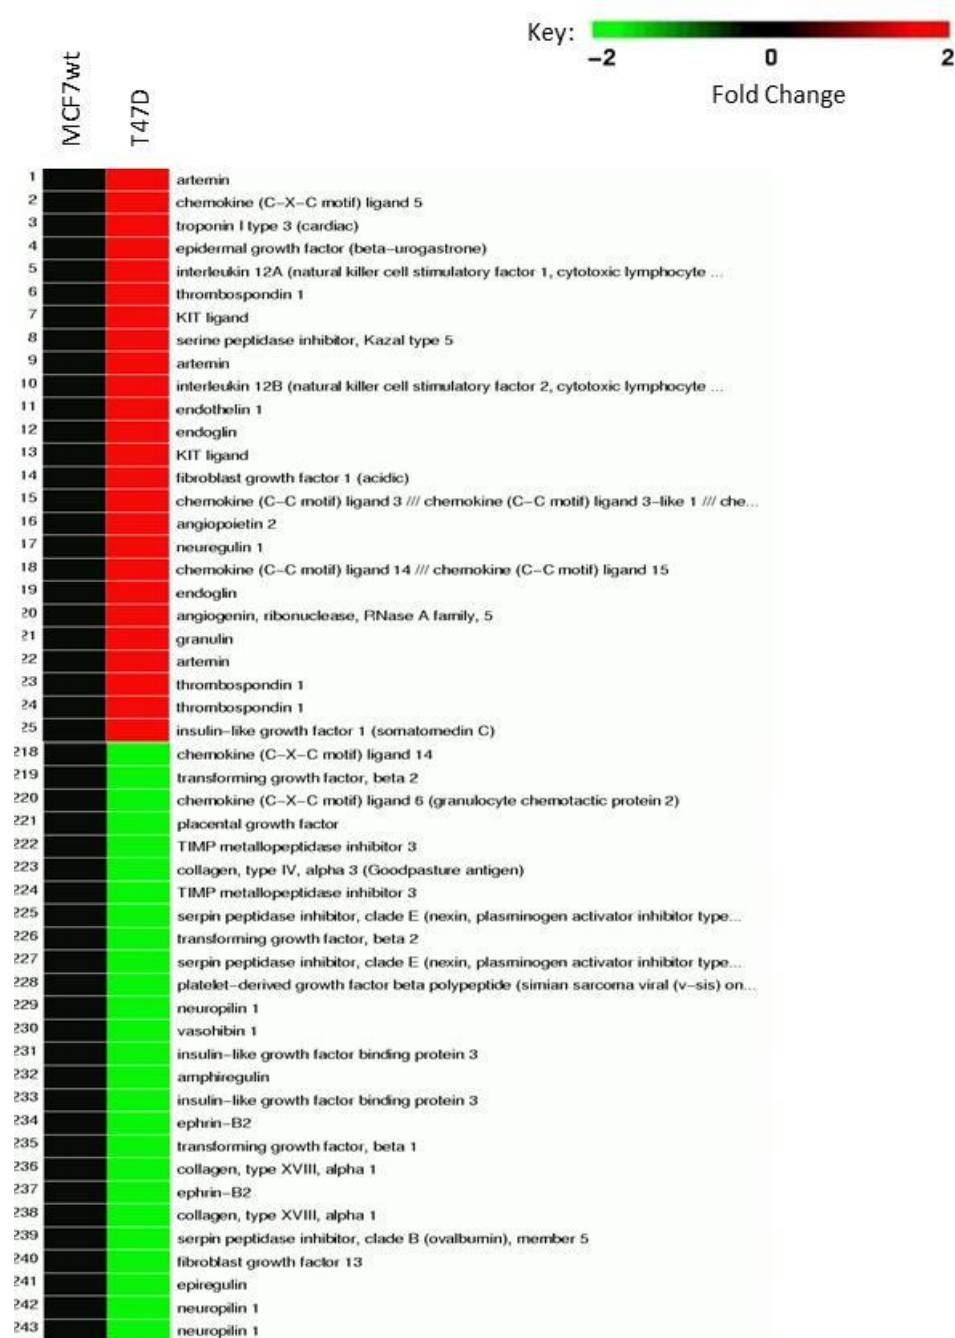 Key:
−2 0 2
Fold Change
MCF7wt
T47D
1 artemin
2 chemokine (C−X−C motif) ligand 5
3 troponin I type 3 (cardiac)
4 epidermal growth factor (beta−urogastrone)
5 interleukin 12A (natural killer cell stimulatory factor 1, cytotoxic lymphocyte ...
6 thrombospondin 1
7 KIT ligand
8 serine peptidase inhibitor, Kazal type 5
9 artemin
10 interleukin 12B (natural killer cell stimulatory factor 2, cytotoxic lymphocyte ...
11 endothelin 1
12 endoglin
13 KIT ligand
14 fibroblast growth factor 1 (acidic)
15 chemokine (C−C motif) ligand 3 /// chemokine (C−C motif) ligand 3−like 1 /// che...
16 angiopoietin 2
17 neuregulin 1
18 chemokine (C−C motif) ligand 14 /// chemokine (C−C motif) ligand 15
19 endoglin
20 angiogenin, ribonuclease, RNase A family, 5
21 granulin
22 artemin
23 thrombospondin 1
24 thrombospondin 1
25 insulin−like growth factor 1 (somatomedin C)
218 chemokine (C−X−C motif) ligand 14
219 transforming growth factor, beta 2
220 chemokine (C−X−C motif) ligand 6 (granulocyte chemotactic protein 2)
221 placental growth factor
222 TIMP metallopeptidase inhibitor 3
223 collagen, type IV, alpha 3 (Goodpasture antigen)
224 TIMP metallopeptidase inhibitor 3
225 serpin peptidase inhibitor, clade E (nexin, plasminogen activator inhibitor type...
226 transforming growth factor, beta 2
227 serpin peptidase inhibitor, clade E (nexin, plasminogen activator inhibitor type...
228 platelet−derived growth factor beta polypeptide (simian sarcoma viral (v−sis) on...
229 neuropilin 1
230 vasohibin 1
231 insulin−like growth factor binding protein 3
232 amphiregulin
233 insulin−like growth factor binding protein 3
234 ephrin−B2
235 transforming growth factor, beta 1
236 collagen, type XVIII, alpha 1
237 ephrin−B2
238 collagen, type XVIII, alpha 1
239 serpin peptidase inhibitor, clade B (ovalbumin), member 5
240 fibroblast growth factor 13
241 epiregulin
242 neuropilin 1
243 neuropilin 1